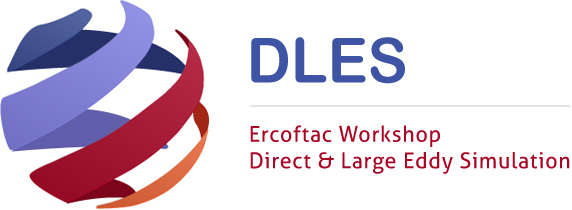 DLES
Ercoftac Workshop
Direct & Large Eddy Simulation